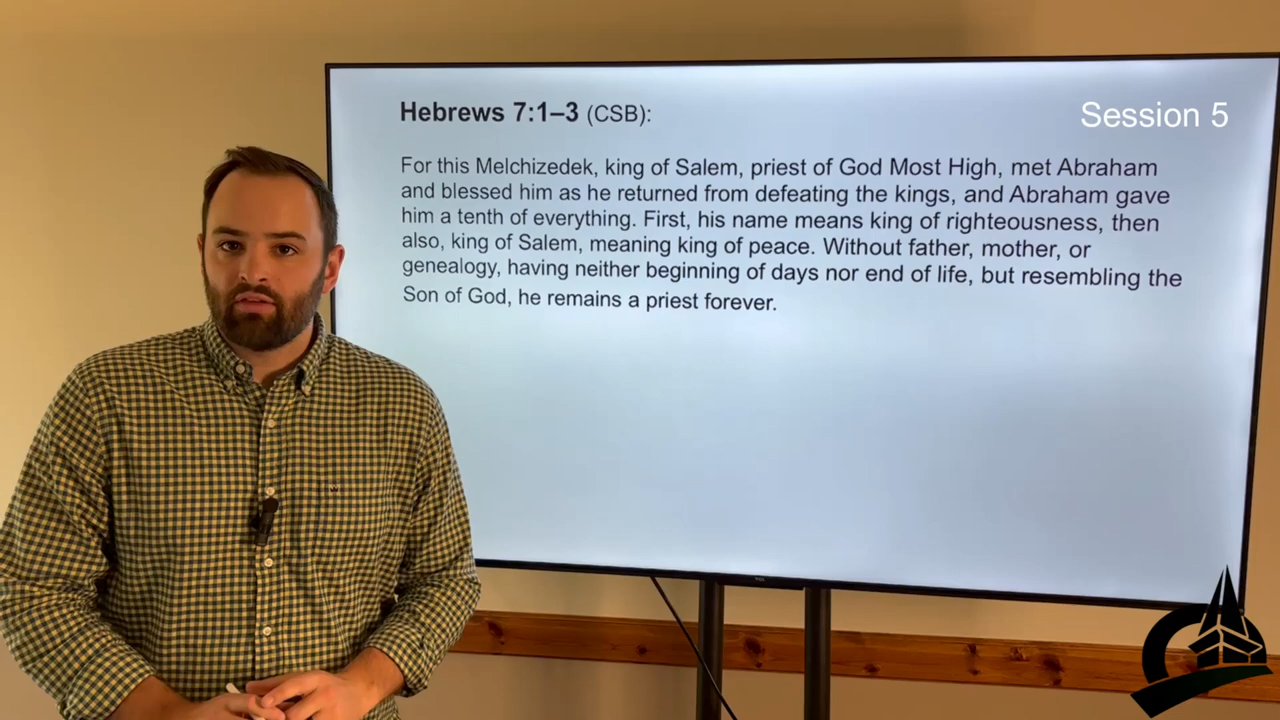 Hebrews 7:1–3 (CSB):
Session 5
For this Melchizedek, king of Salem, priest of God Most High, met Abraham
and blessed him as he returned from defeating the kings, and Abraham gave
him a tenth of everything. First, his name means king of righteousness, then
also, king of Salem, meaning king of peace. Without father, mother, or
genealogy, having neither beginning of days nor end of life, but resembling the
Son of God, he remains a priest forever.
TCL